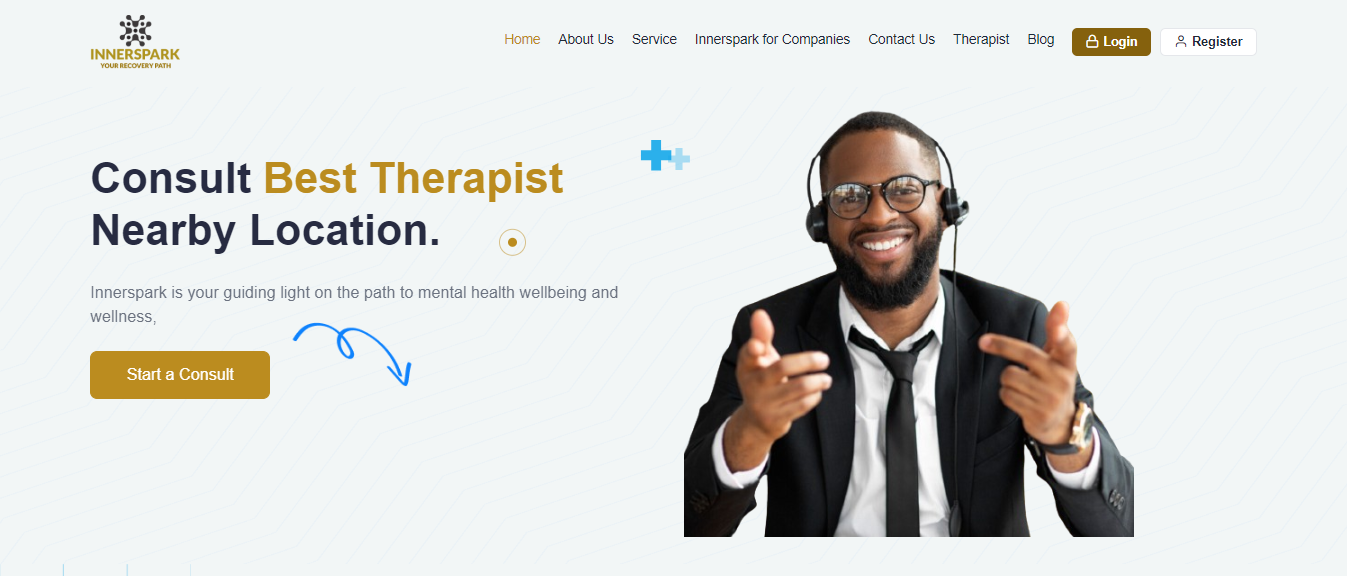 INNERSPARK
YOUR RECOVERY PATH
Home About Us Service Innerspark for Companies Contact Us Therapist Blog Login Register
Consult Best Therapist
Nearby Location.
Innerspark is your guiding light on the path to mental health wellbeing and
wellness,
Start a Consult